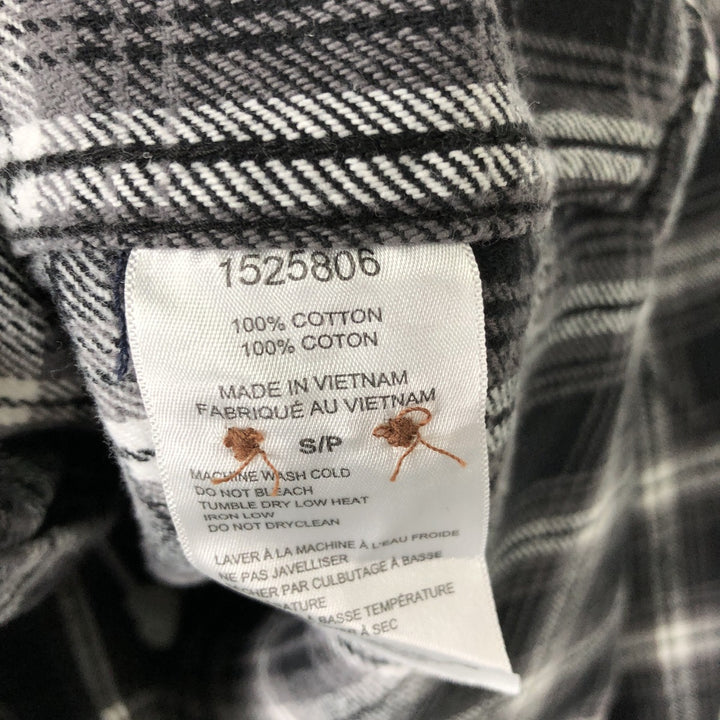 1525806
100% COTTON
100% COTON
MADE IN VIETNAM
FABRIQUÉ AU VIETNAM
S/P
MACHINE WASH COLD
DO NOT BLEACH
TUMBLE DRY LOW HEAT
IRON LOW
DO NOT DRYCLEAN
LAVER À LA MACHINE À L'EAU FROIDE
NE PAS JAVELLISER
PAR CULBUTAGE À BASSE
À BASSE TEMPÉRATURE
À SEC